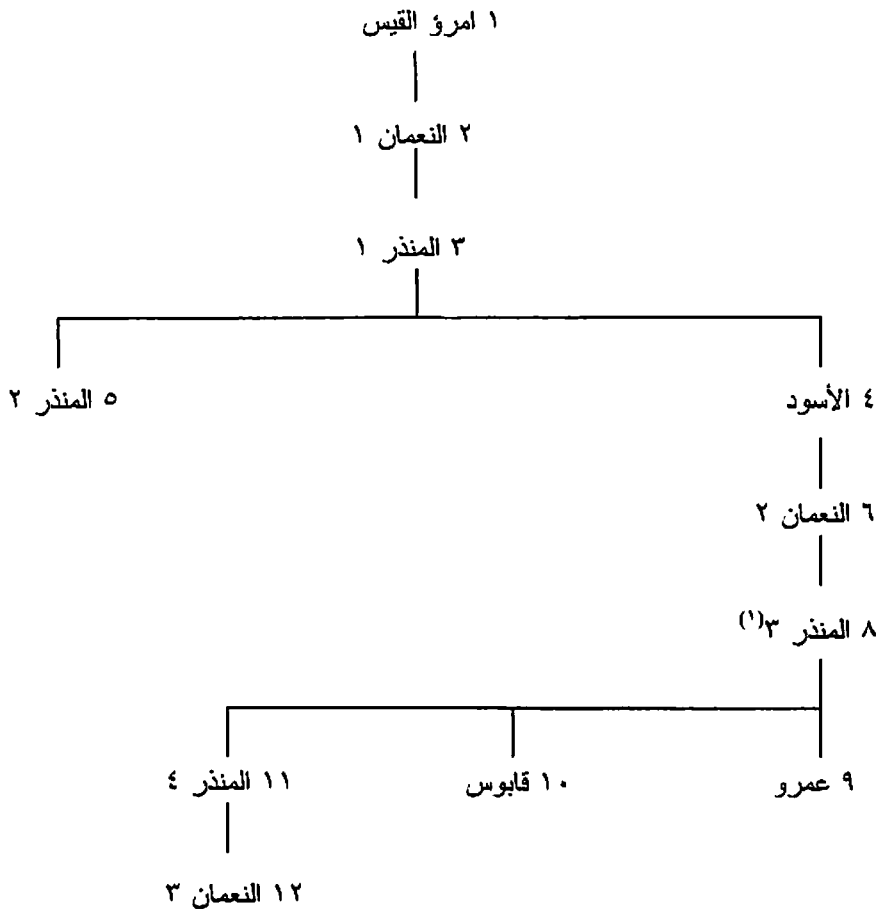 ١ امرؤ القيس
٢ النعمان ١
٣ المنذر ١
٤ الأسود
٥ المنذر ٢
٦ النعمان ٢
٨ المنذر ٣(١)
٩ عمرو
١٠ قابوس
١١ المنذر ٤
١٢ النعمان ٣